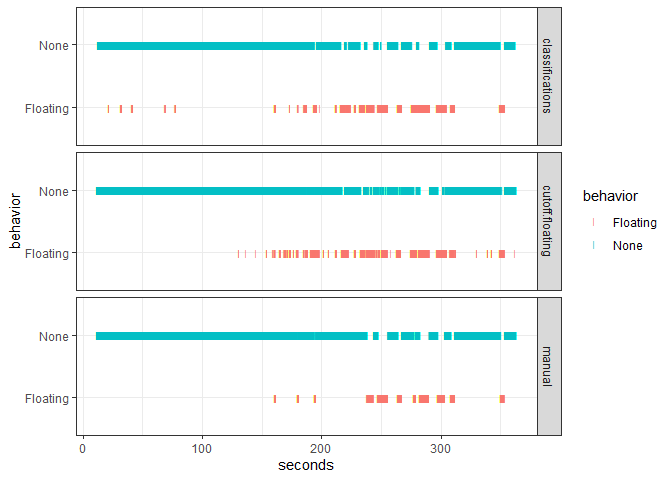 None
Floating
classifications
None
Floating
cutoff.floating
None
Floating
manual
behavior
0
100
200
300
seconds
behavior
Floating
None